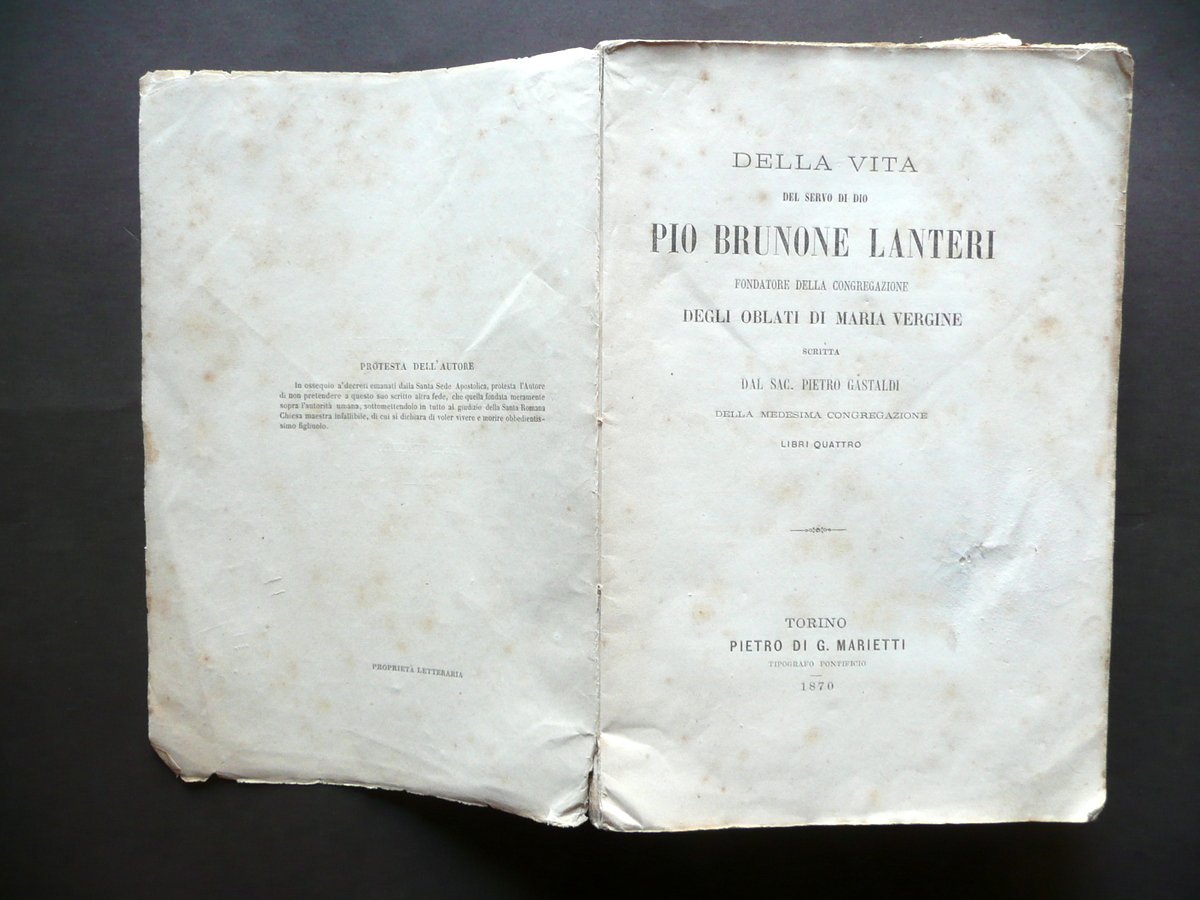 PROTESTA DELL'AUTORE
In ossequio a' decreti emanati dalla Santa Sede Apostolica, protesta l'Autore
di non pretendere a questo suo scritto altra fede, che quella fondata meramente
sopra l'autorità umana, sottomettendolo in tutto al giudizio della Santa Romana
Chiesa maestra infallibile, di cui si dichiara di voler vivere e morire obbedientis-
simo figliuolo.
PROPRIETÀ LETTERARIA
DELLA VITA
DEL SERVO DI DIO
PIO BRUNONE LANTERI
FONDATORE DELLA CONGREGAZIONE
DEGLI OBLATI DI MARIA VERGINE
SCRITTA
DAL SAC. PIETRO GASTALDI
DELLA MEDESIMA CONGREGAZIONE
LIBRI QUATTRO
TORINO
PIETRO DI G. MARIETTI
TIPOGRAFO PONTIFICIO
1870